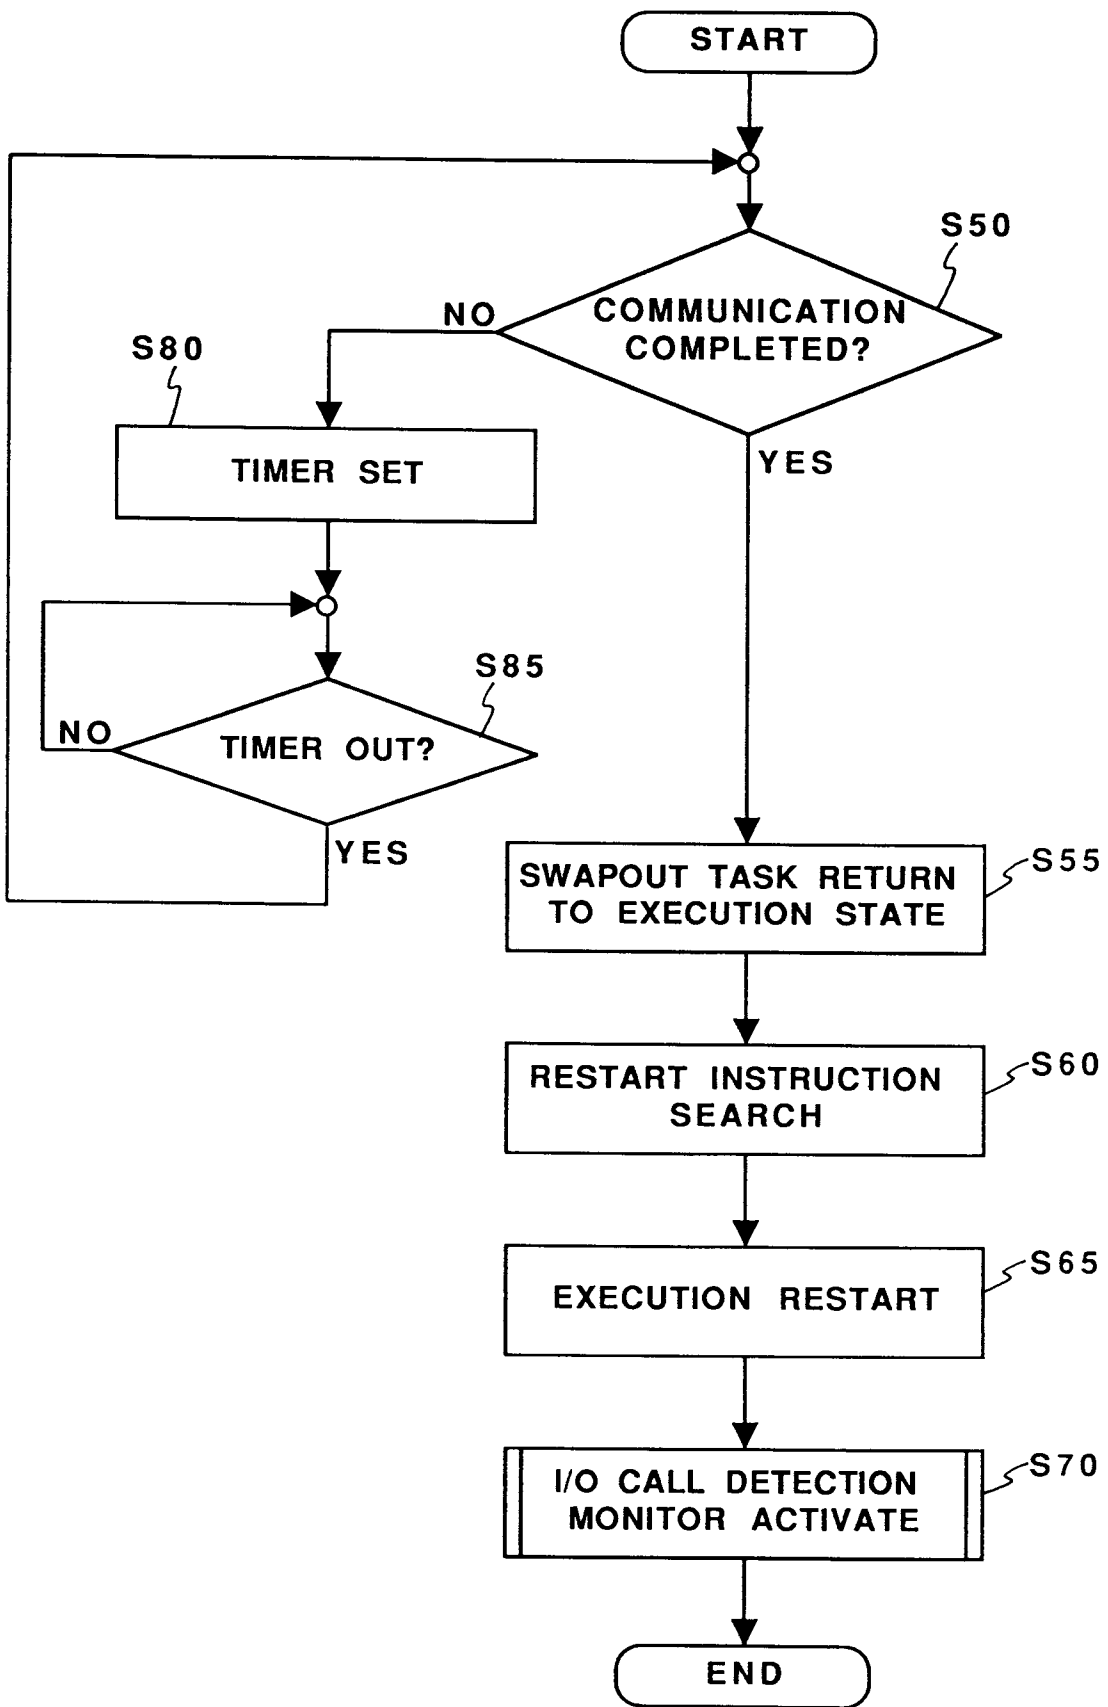 START
S50
COMMUNICATION
COMPLETED?
NO
YES
S80
TIMER SET
S85
TIMER OUT?
NO
YES
S55
SWAPOUT TASK RETURN
TO EXECUTION STATE
S60
RESTART INSTRUCTION
SEARCH
S65
EXECUTION RESTART
S70
I/O CALL DETECTION
MONITOR ACTIVATE
END